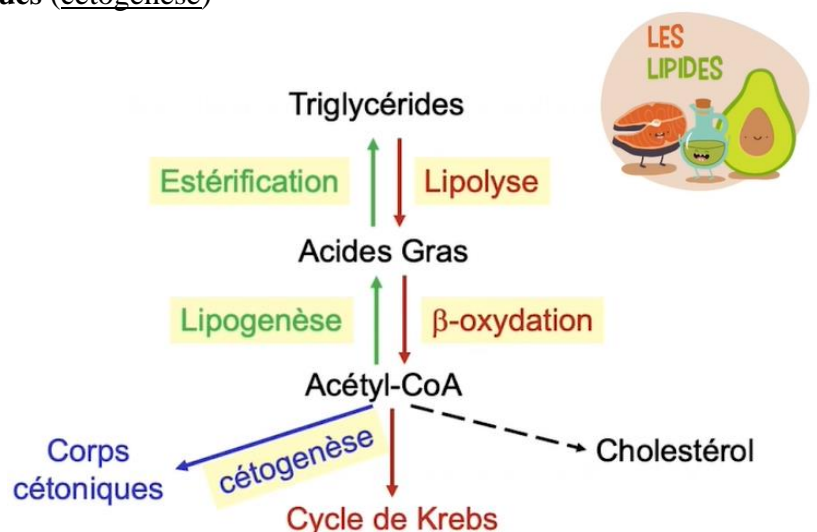 ues (cétogenèse)
LES
LIPIDES
Triglycérides
Estérification
Lipolyse
Acides Gras
Lipogenèse
β-oxydation
Acétyl-CoA
Corps
cétoniques
cétogenèse
Cholestérol
Cycle de Krebs